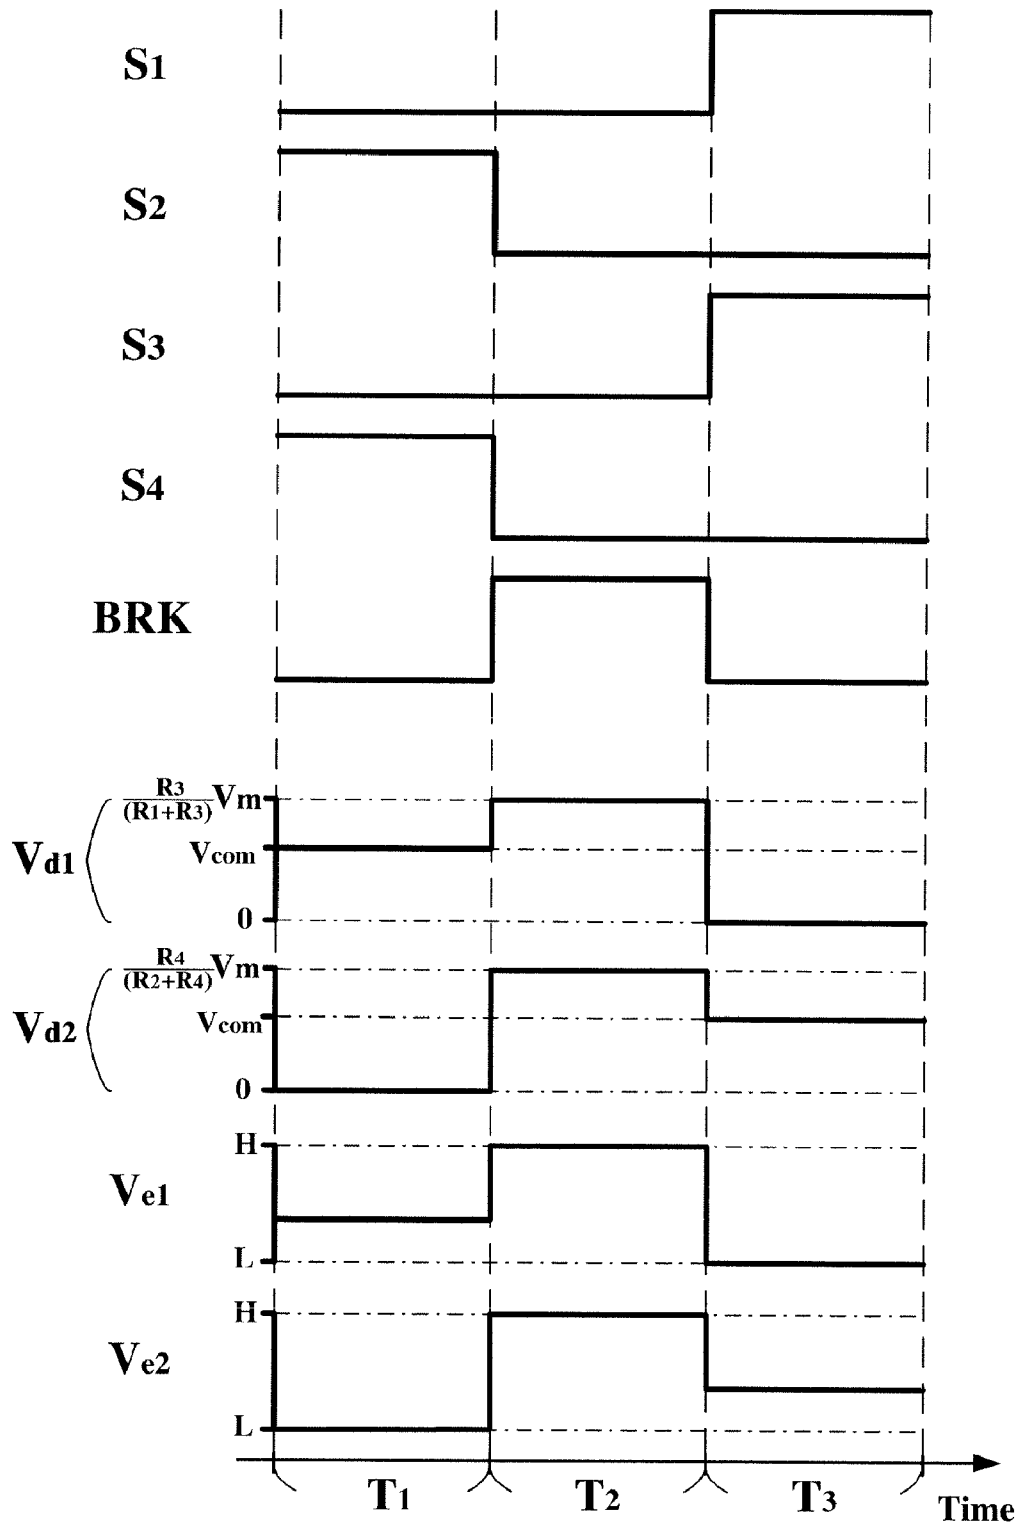 S1
S2
S3
S4
BRK
Vd1
R3
(R1+R3)
Vm
Vcom
0
Vd2
R4
(R2+R4)
Vm
Vcom
0
Ve1
H
L
Ve2
H
L
T1
T2
T3
Time